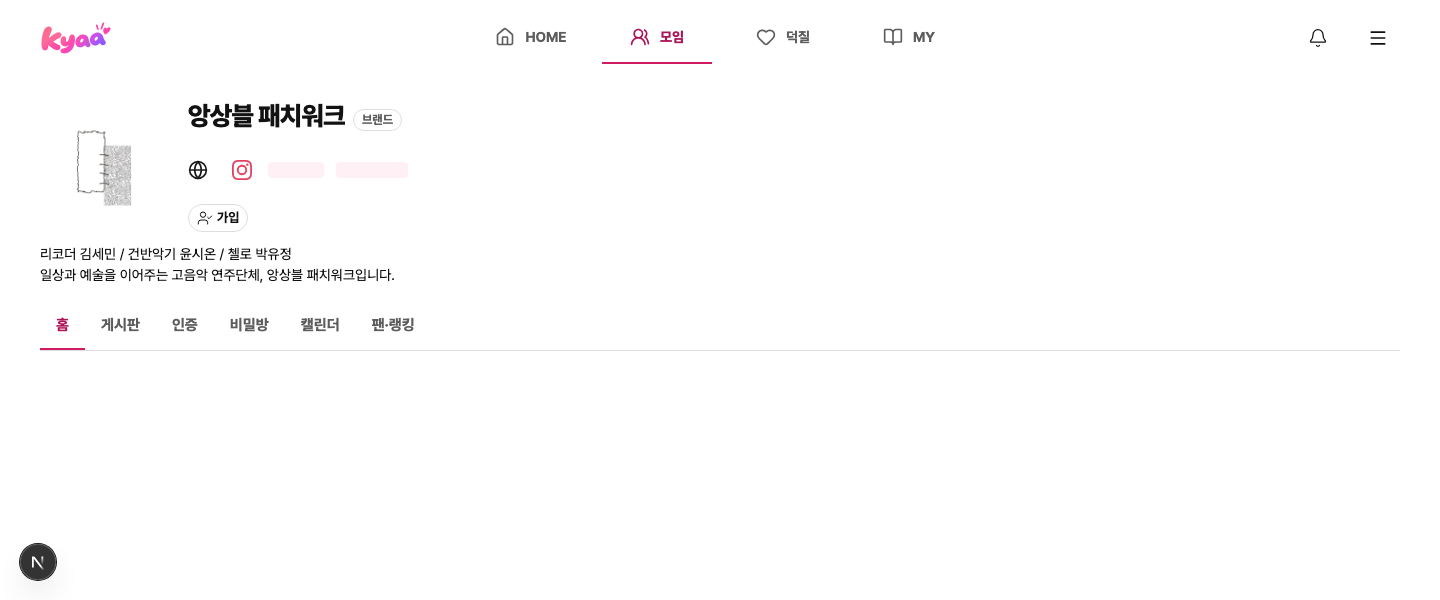 kyaa
HOME
모임
덕질
MY
앙상블 패치워크
브랜드
가입
리코더 김세민 / 건반악기 윤시온 / 첼로 박유정
일상과 예술을 이어주는 고음악 연주단체, 앙상블 패치워크입니다.
홈
게시판
인증
비밀방
캘린더
팬·랭킹
N